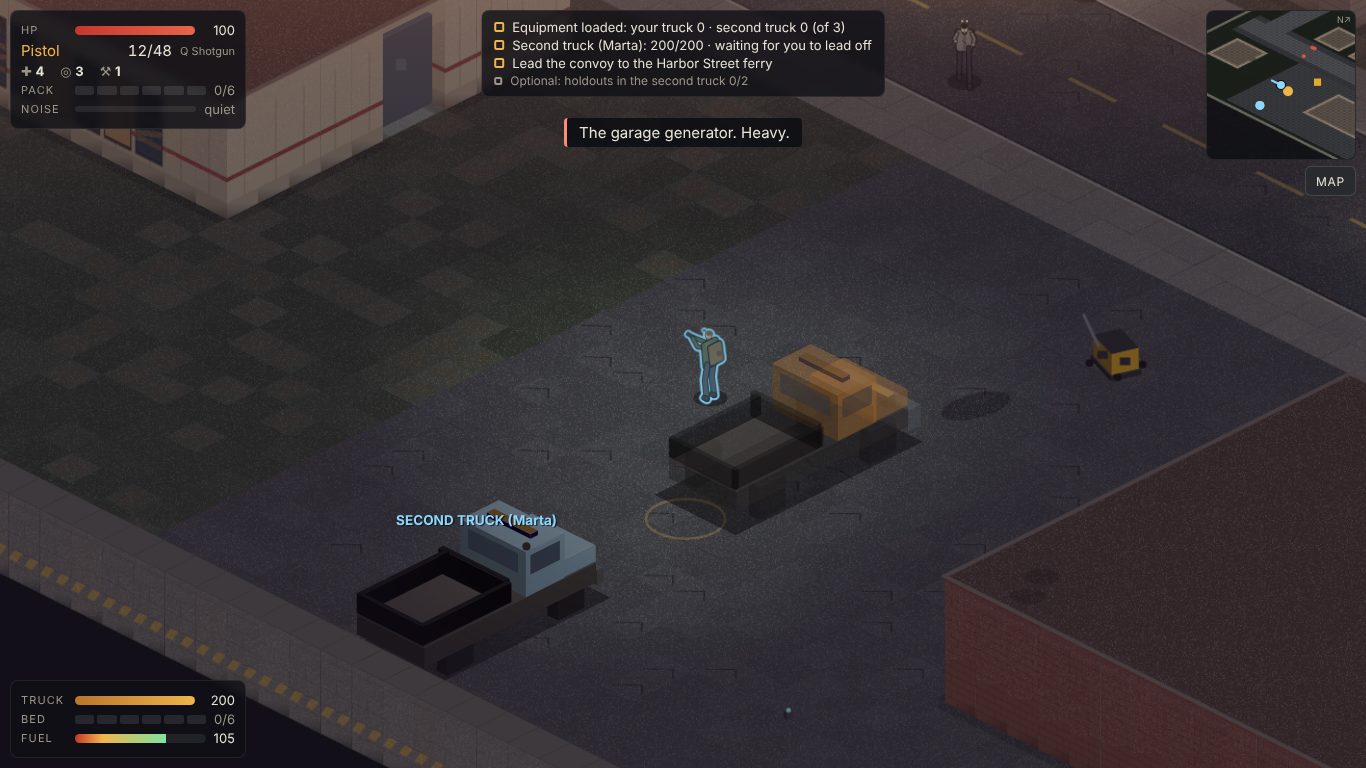 HP 100
Pistol 12/48 Q Shotgun
4 3 1
PACK 0/6
NOISE quiet
Equipment loaded: your truck 0 · second truck 0 (of 3)
Second truck (Marta): 200/200 · waiting for you to lead off
Lead the convoy to the Harbor Street ferry
Optional: holdouts in the second truck 0/2
The garage generator. Heavy.
N↗
MAP
SECOND TRUCK (Marta)
TRUCK 200
BED 0/6
FUEL 105